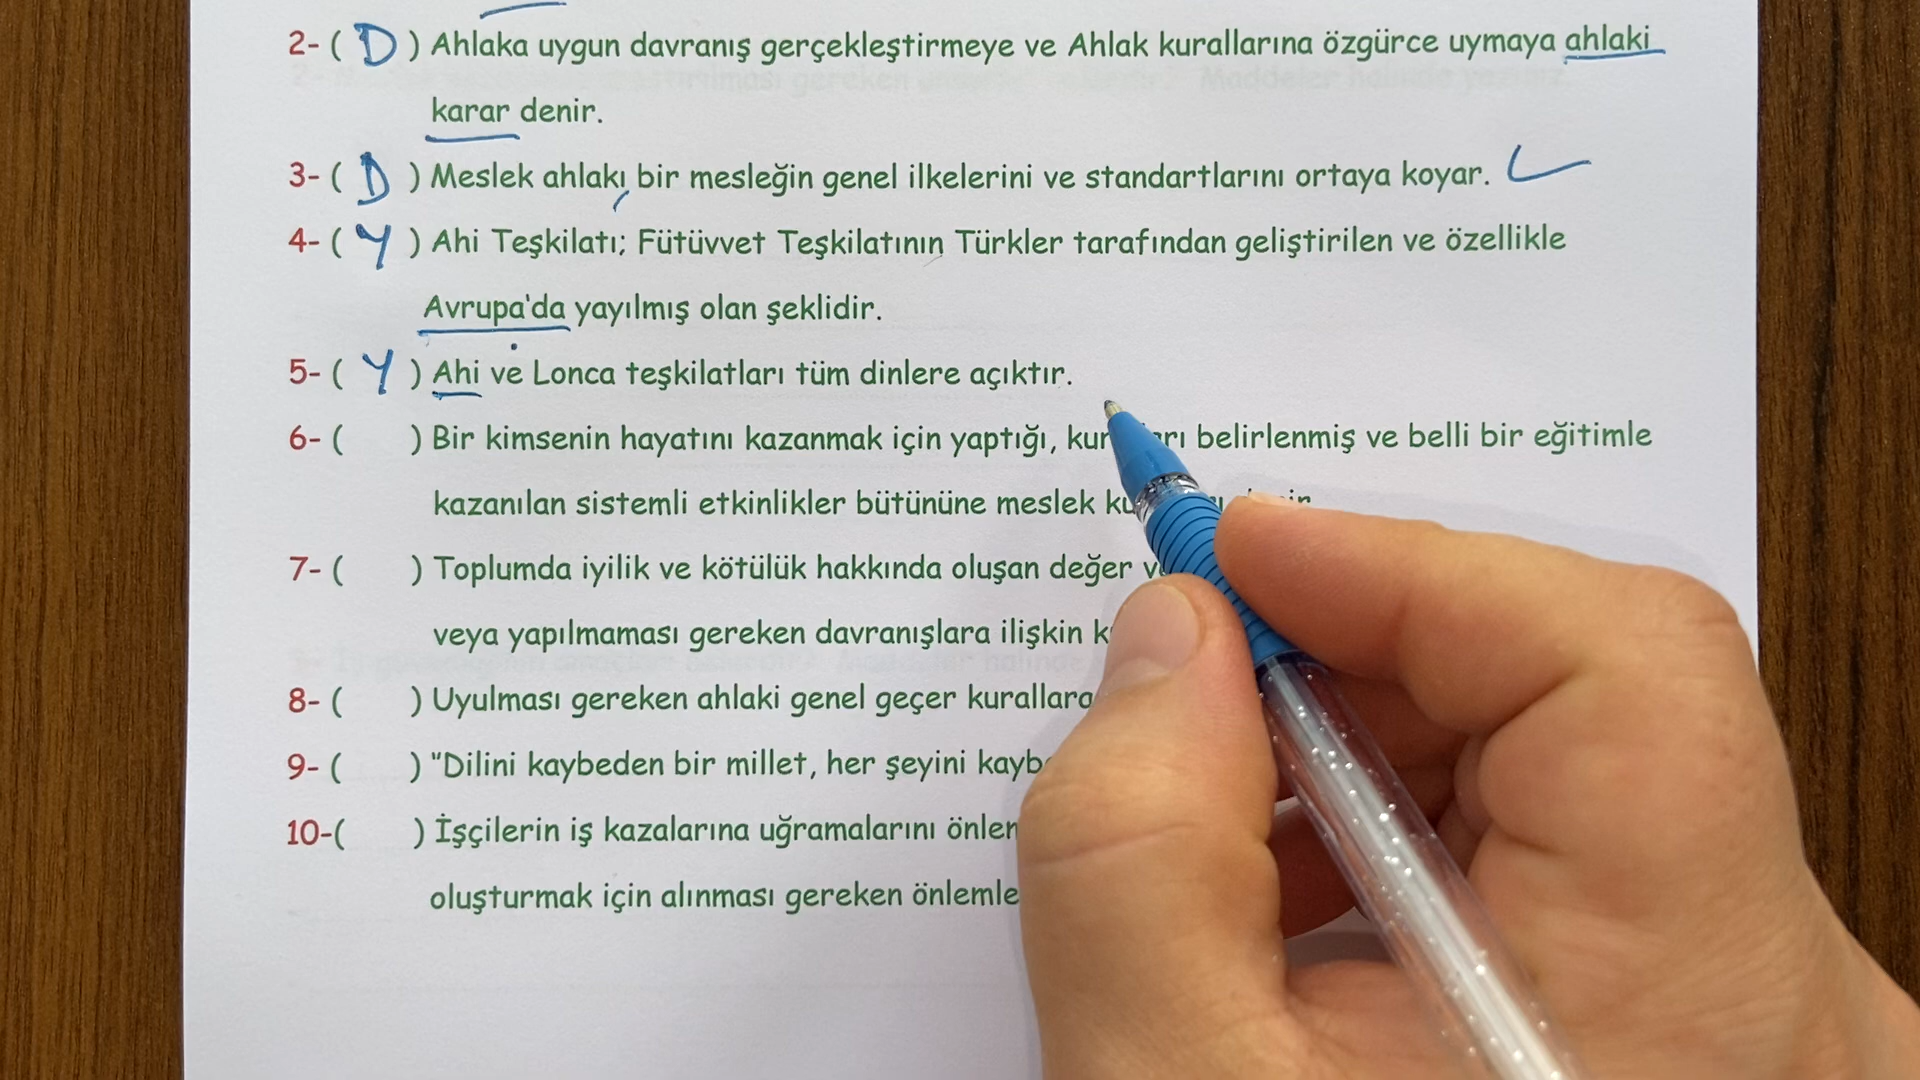 2- ( D ) Ahlaka uygun davranış gerçekleştirmeye ve Ahlak kurallarına özgürce uymaya ahlaki
karar denir.
3- ( D ) Meslek ahlakı, bir mesleğin genel ilkelerini ve standartlarını ortaya koyar.
4- ( Y ) Ahi Teşkilatı; Fütüvvet Teşkilatının Türkler tarafından geliştirilen ve özellikle
Avrupa'da yayılmış olan şeklidir.
5- ( Y ) Ahi ve Lonca teşkilatları tüm dinlere açıktır.
6- ( ) Bir kimsenin hayatını kazanmak için yaptığı, belirlenmiş ve belli bir eğitimle
kazanılan sistemli etkinlikler bütününe meslek
7- ( ) Toplumda iyilik ve kötülük hakkında oluşan değer
veya yapılmaması gereken davranışlara ilişkin
8- ( ) Uyulması gereken ahlaki genel geçer kurallara
9- ( ) "Dilini kaybeden bir millet, her şeyini
10-( ) İşçilerin iş kazalarına uğramalarını
oluşturmak için alınması gereken